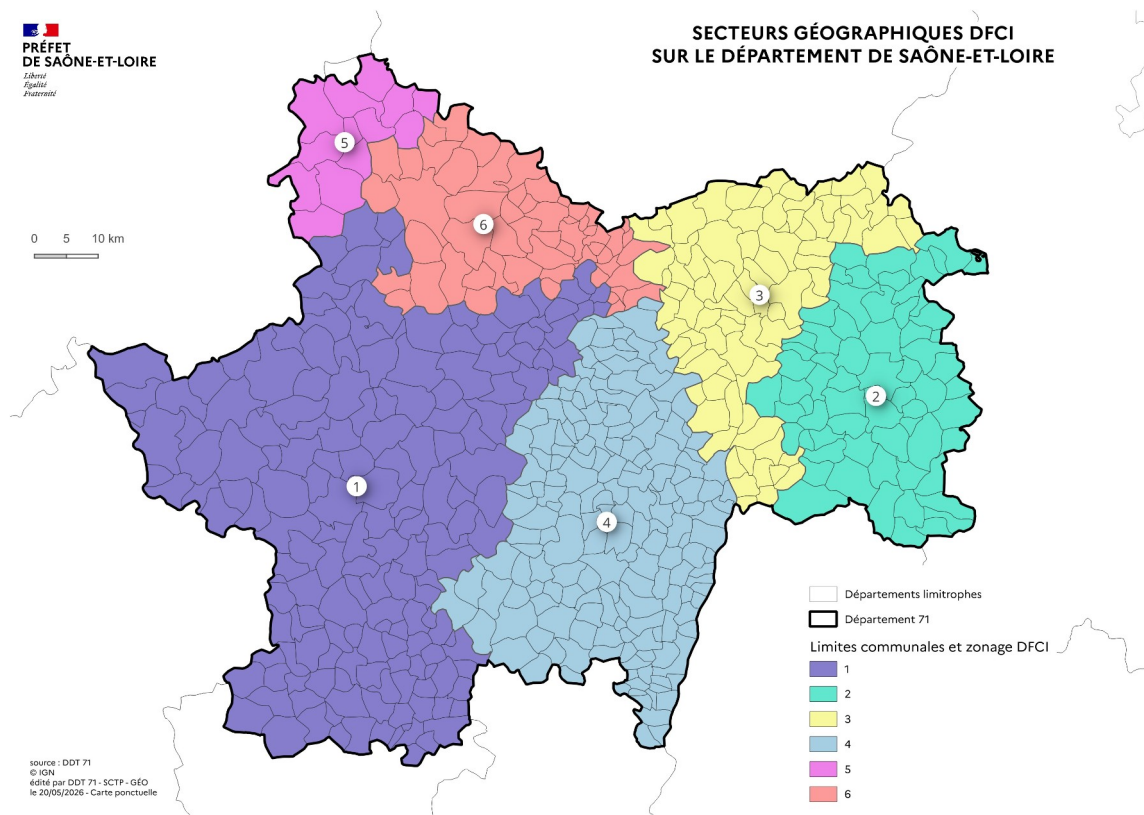 PRÉFET
DE SAÔNE-ET-LOIRE
Liberté
Égalité
Fraternité
SECTEURS GÉOGRAPHIQUES DFCI
SUR LE DÉPARTEMENT DE SAÔNE-ET-LOIRE
0 5 10 km
5
6
3
2
1
4
Départements limitrophes
Département 71
Limites communales et zonage DFCI
1
2
3
4
5
6
source : DDT 71
© IGN
édité par DDT 71 - SCTP - GÉO
le 20/05/2026 - Carte ponctuelle